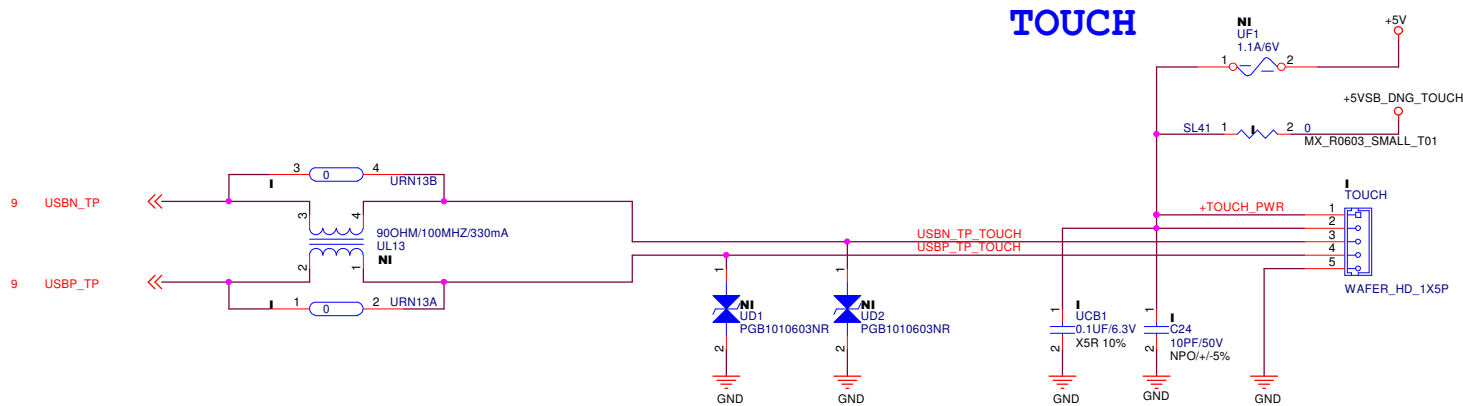 TOUCH
NI
UF1
1.1A/6V
1
2
+5V
+5VSB_DNG_TOUCH
SL41
1
I
2
0
MX_R0603_SMALL_T01
3
0
4
I
URN13B
9 USBN_TP
3
4
90OHM/100MHZ/330mA
UL13
NI
2
1
9 USBP_TP
I
1
0
2
URN13A
I
TOUCH
+TOUCH_PWR
1
2
USBN_TP_TOUCH
3
USBP_TP_TOUCH
4
5
WAFER_HD_1X5P
1
NI
UD1
PGB1010603NR
2
GND
1
NI
UD2
PGB1010603NR
2
GND
1
I
UCB1
0.1UF/6.3V
X5R 10%
2
GND
1
I
C24
10PF/50V
NPO/+/-5%
2
GND
GND